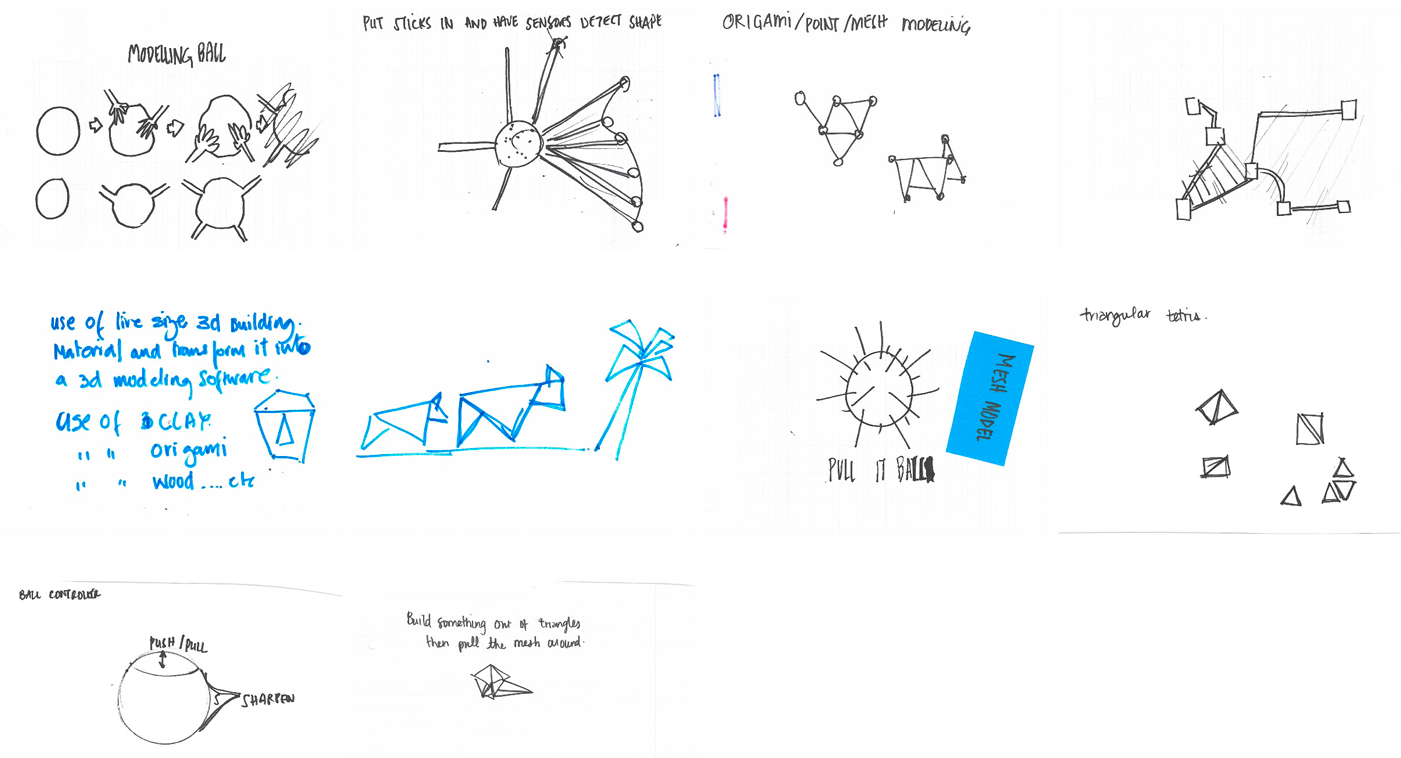 MODELLING BALL
PUT STICKS IN AND HAVE SENSORS DETECT SHAPE
ORIGAMI/POINT/MESH MODELING
use of live size 3d Building.
Material and transform it into
a 3d modeling software.
use of CLAY
" " origami
" " wood .... etc
MESH MODEL
PULL IT BALL
triangular tetris.
BALL CONTROLLER
PUSH/PULL
SHARPEN
Build something out of triangles
then pull the mesh around.